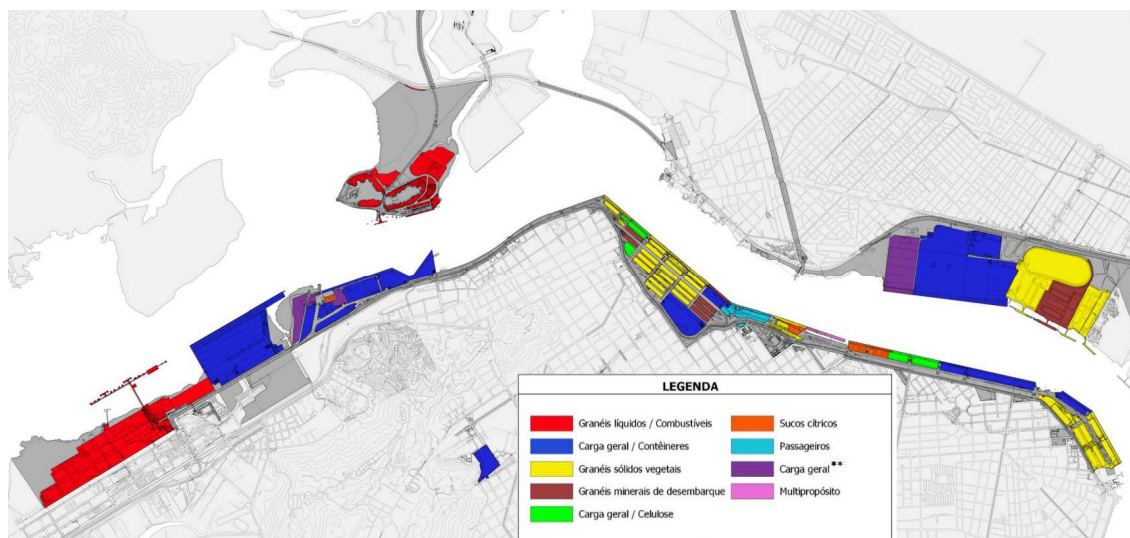 LEGENDA
Granéis líquidos / Combustíveis
Carga geral / Contêineres
Granéis sólidos vegetais
Granéis minerais de desembarque
Carga geral / Celulose
Sucos cítricos
Passageiros
Carga geral**
Multipropósito